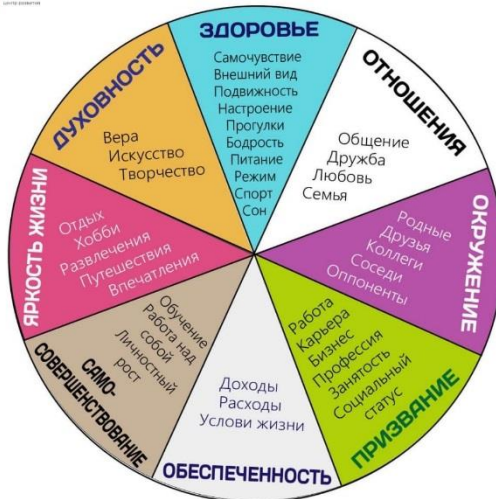 ЗДОРОВЬЕ
Самочувствие
Внешний вид
Подвижность
Настроение
Прогулки
Бодрость
Питание
Режим
Спорт
Сон
ОТНОШЕНИЯ
Общение
Дружба
Любовь
Семья
ОКРУЖЕНИЕ
Родные
Друзья
Коллеги
Соседи
Оппоненты
ПРИЗВАНИЕ
Работа
Карьера
Бизнес
Профессия
Занятость
Социальный
статус
ОБЕСПЕЧЕННОСТЬ
Доходы
Расходы
Услови жизни
САМО-
СОВЕРШЕНСТВОВАНИЕ
Обучение
Работа над
собой
Личностный
рост
ЯРКОСТЬ ЖИЗНИ
Отдых
Хобби
Развлечения
Путешествия
Впечатления
ДУХОВНОСТЬ
Вера
Искусство
Творчество